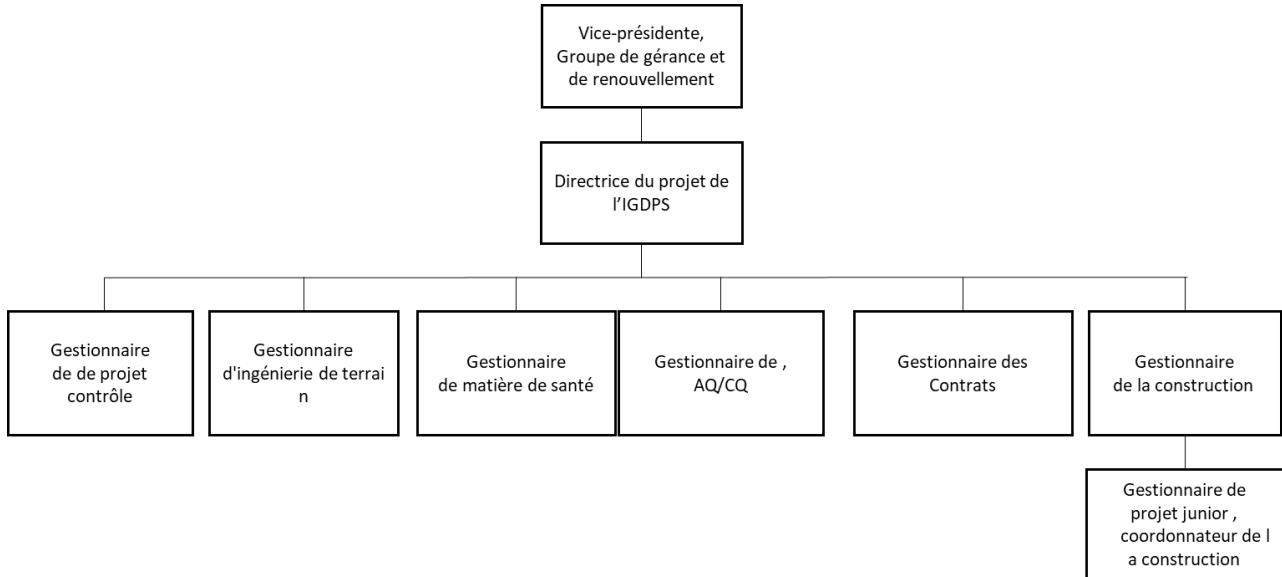 Vice-présidente,
Groupe de gérance et
de renouvellement
Directrice du projet de
l’IGDPS
Gestionnaire
de de projet
contrôle
Gestionnaire
d'ingénierie de terrai
n
Gestionnaire
de matière de santé
Gestionnaire de ,
AQ/CQ
Gestionnaire des
Contrats
Gestionnaire
de la construction
Gestionnaire de
projet junior ,
coordonnateur de l
a construction